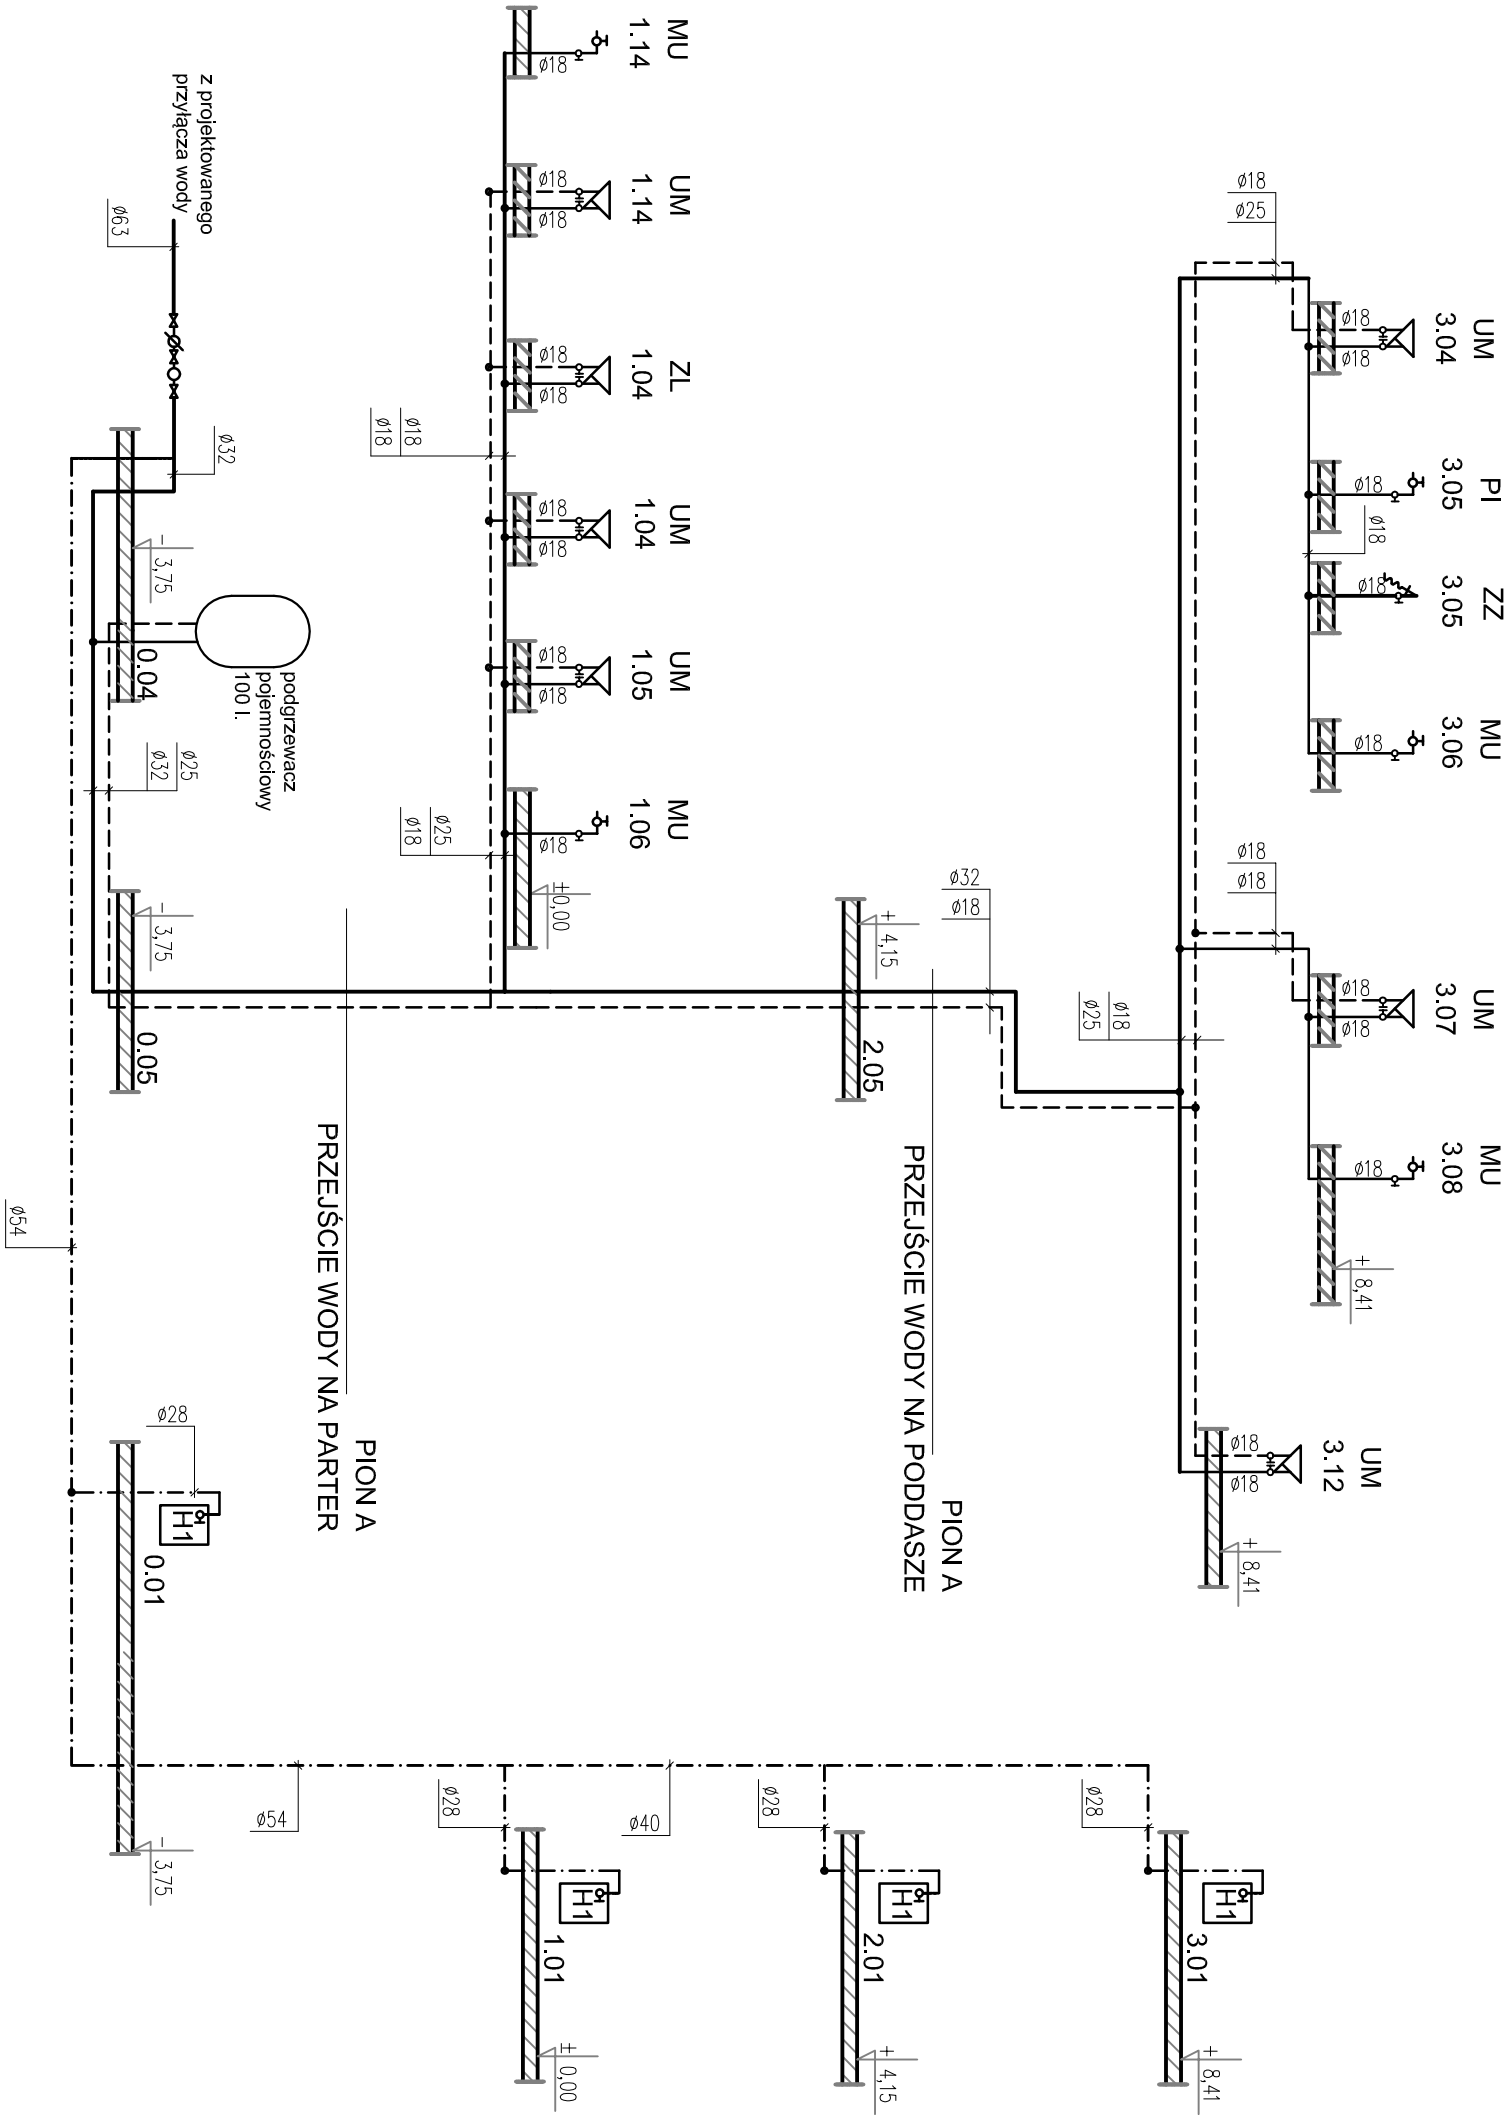 UM
3.04
PI
3.05
ZZ
3.05
MU
3.06
UM
3.07
MU
3.08
UM
3.12
ø18
ø25
ø18
ø18
ø18
ø18
ø18
ø18
ø18
ø18
ø18
ø18
ø18
+ 8,41
ø18
ø25
ø18
ø18
+ 8,41
ø28
H1
3.01
+ 8,41
ø32
ø18
+ 4,15
2.05
PION A
PRZEJŚCIE WODY NA PODDASZE
ø28
H1
2.01
+ 4,15
MU
1.14
UM
1.14
ZL
1.04
UM
1.04
UM
1.05
MU
1.06
ø18
ø18
ø18
ø18
ø18
ø18
ø18
ø18
ø18
ø18
±0,00
ø18
ø18
ø25
ø18
ø40
ø28
H1
1.01
± 0,00
PION A
PRZEJŚCIE WODY NA PARTER
z projektowanego
przyłącza wody
ø63
ø32
- 3,75
podgrzewacz
pojemnościowy
100 l.
0.04
ø25
ø32
- 3,75
0.05
ø28
H1
0.01
ø54
- 3,75
ø54